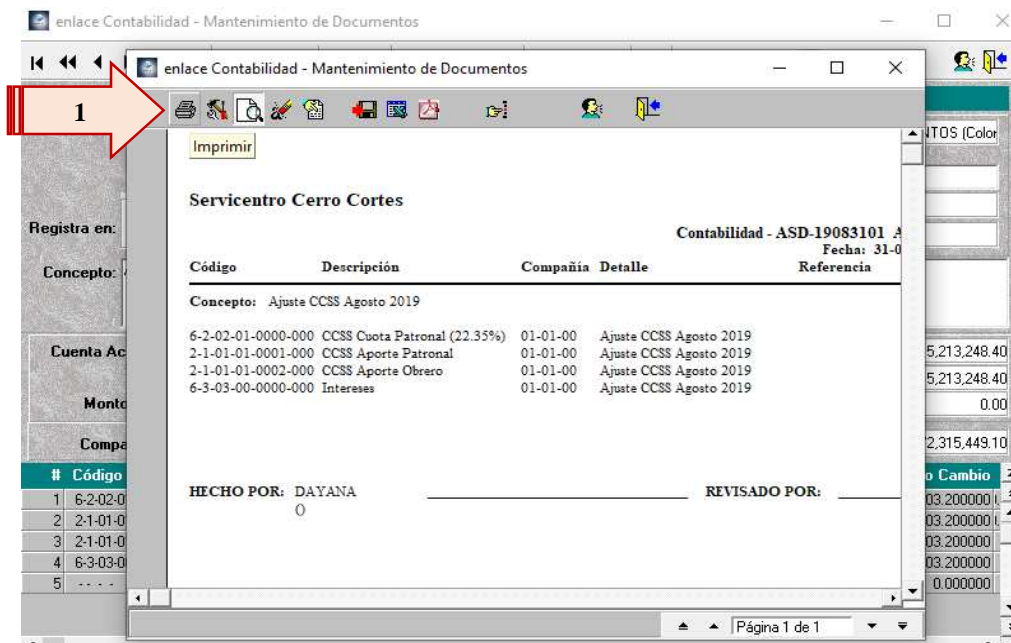 enlace Contabilidad - Mantenimiento de Documentos
enlace Contabilidad - Mantenimiento de Documentos
1
Imprimir
NTOS (Color
Servicentro Cerro Cortes
Contabilidad - ASD-19083101 A
Fecha: 31-0
Código Descripción Compañía Detalle Referencia
Concepto: Ajuste CCSS Agosto 2019
6-2-02-01-0000-000 CCSS Cuota Patronal (22.35%) 01-01-00 Ajuste CCSS Agosto 2019
2-1-01-01-0001-000 CCSS Aporte Patronal 01-01-00 Ajuste CCSS Agosto 2019
2-1-01-01-0002-000 CCSS Aporte Obrero 01-01-00 Ajuste CCSS Agosto 2019
6-3-03-00-0000-000 Intereses 01-01-00 Ajuste CCSS Agosto 2019
HECHO POR: DAYANA REVISADO POR:
O
Página 1 de 1
Registra en:
Concepto:
Cuenta Ac 5,213,248.40
5,213,248.40
Monto 0.00
Compa 2,315,449.10
# Código o Cambio
1 6-2-02-0 03.200000
2 2-1-01-0 03.200000
3 2-1-01-0 03.200000
4 6-3-03-0 03.200000
5 -- - - 0.000000